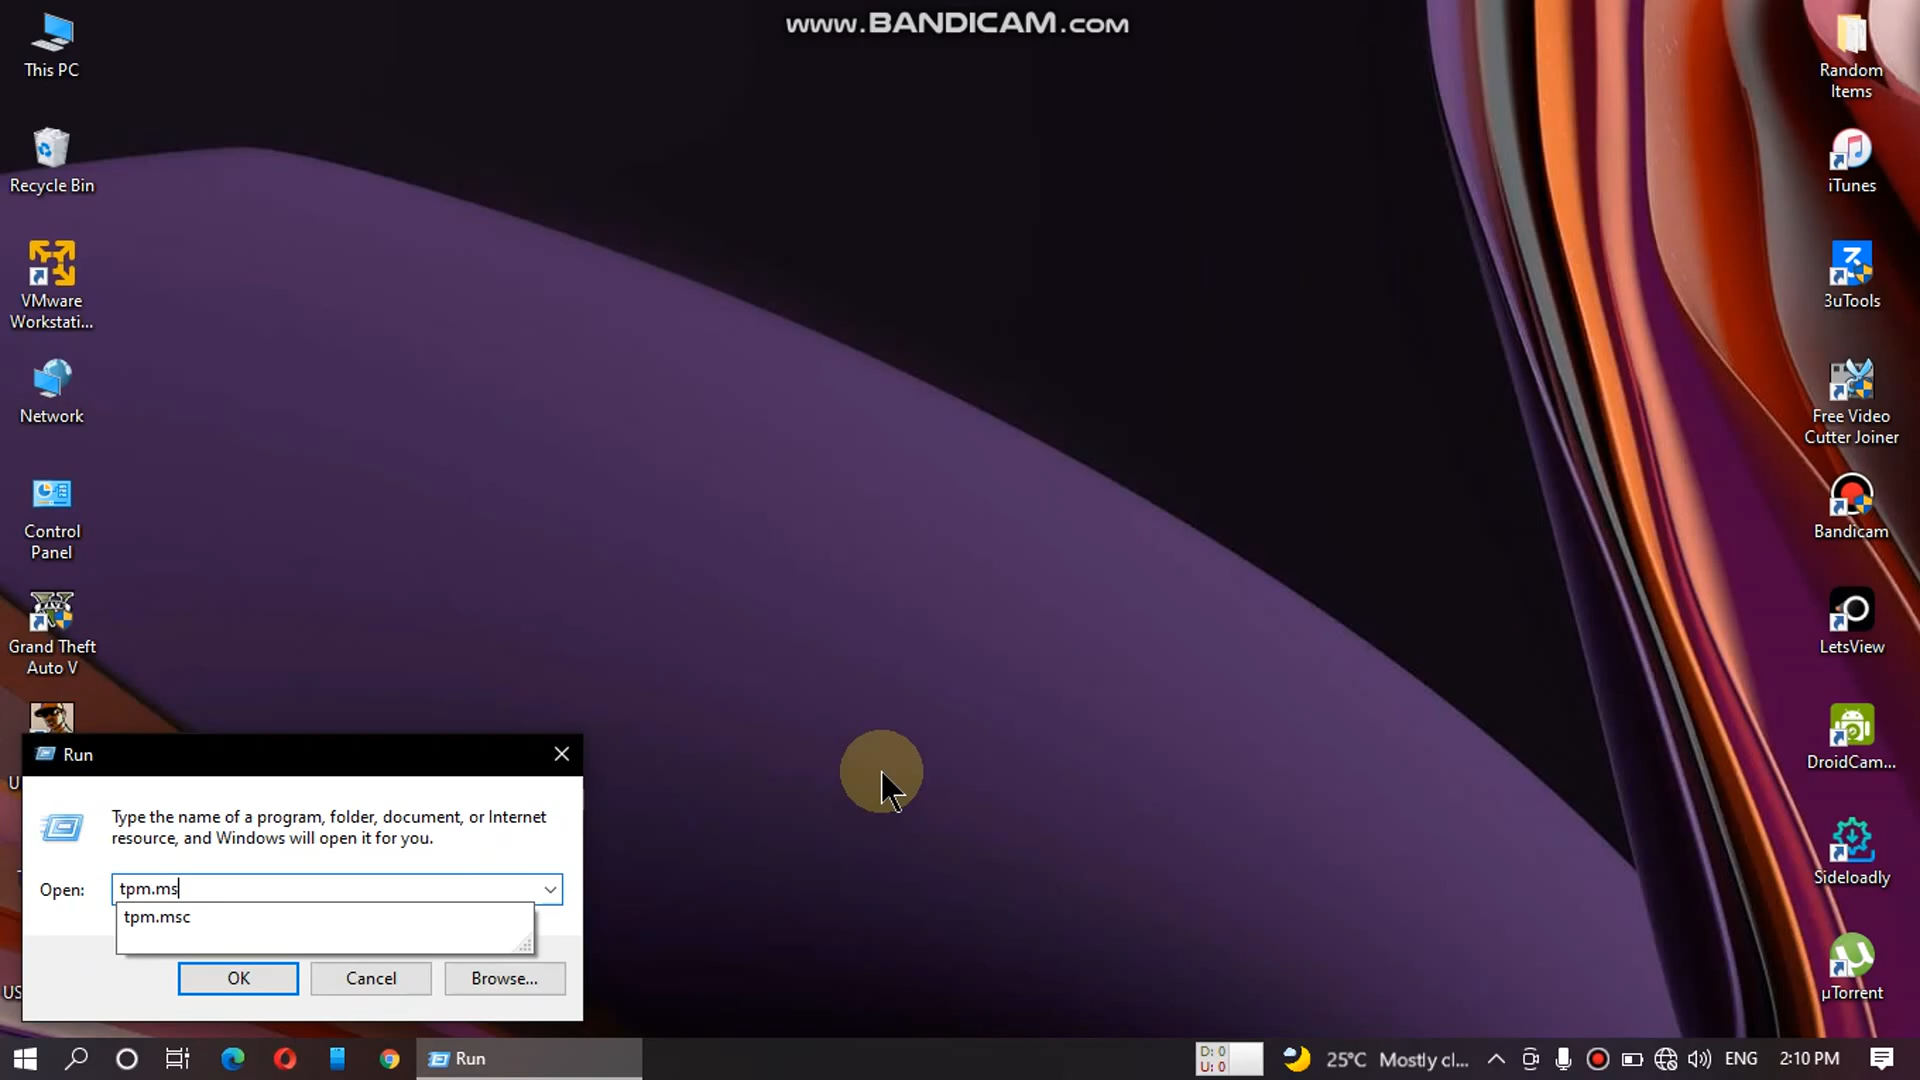 www.BANDICAM.com
This PC
Recycle Bin
VMware
Workstati...
Network
Control
Panel
Grand Theft
Auto V
U
US
Random
Items
iTunes
3uTools
Free Video
Cutter Joiner
Bandicam
LetsView
DroidCam...
Sideloadly
µTorrent
Run
Type the name of a program, folder, document, or Internet
resource, and Windows will open it for you.
Open: tpm.ms
tpm.msc
OK Cancel Browse...
Run
D: 0
U: 0
25°C Mostly cl...
ENG
2:10 PM